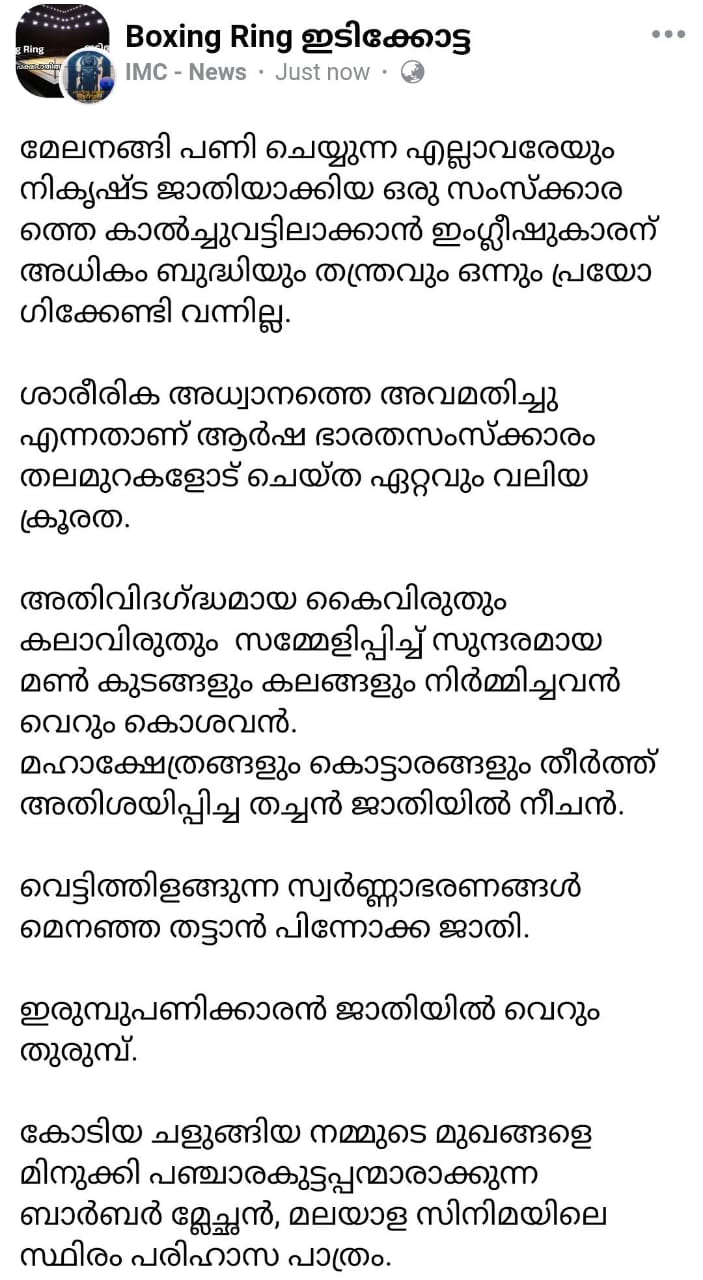 Boxing Ring ഇടിക്കോട്ട
IMC - News · Just now ·
g Ring
മേലനങ്ങി പണി ചെയ്യുന്ന എല്ലാവരേയും
നികൃഷ്ട ജാതിയാക്കിയ ഒരു സംസ്ക്കാര
ത്തെ കാൽച്ചുവട്ടിലാക്കാൻ ഇംഗ്ലീഷുകാരന്
അധികം ബുദ്ധിയും തന്ത്രവും ഒന്നും പ്രയോ
ഗിക്കേണ്ടി വന്നില്ല.
ശാരീരിക അധ്വാനത്തെ അവമതിച്ചു
എന്നതാണ് ആർഷ ഭാരതസംസ്ക്കാരം
തലമുറകളോട് ചെയ്ത ഏറ്റവും വലിയ
ക്രൂരത.
അതിവിദഗ്ദ്ധമായ കൈവിരുതും
കലാവിരുതും  സമ്മേളിപ്പിച്ച് സുന്ദരമായ
മൺ കുടങ്ങളും കലങ്ങളും നിർമ്മിച്ചവൻ
വെറും കൊശവൻ.
മഹാക്ഷേത്രങ്ങളും കൊട്ടാരങ്ങളും തീർത്ത്
അതിശയിപ്പിച്ച തച്ചൻ ജാതിയിൽ നീചൻ.
വെട്ടിത്തിളങ്ങുന്ന സ്വർണ്ണാഭരണങ്ങൾ
മെനഞ്ഞ തട്ടാൻ പിന്നോക്ക ജാതി.
ഇരുമ്പുപണിക്കാരൻ ജാതിയിൽ വെറും
തുരുമ്പ്.
കോടിയ ചളുങ്ങിയ നമ്മുടെ മുഖങ്ങളെ
മിനുക്കി പഞ്ചാരകുട്ടപ്പന്മാരാക്കുന്ന
ബാർബർ മ്ലേച്ഛൻ, മലയാള സിനിമയിലെ
സ്ഥിരം പരിഹാസ പാത്രം.